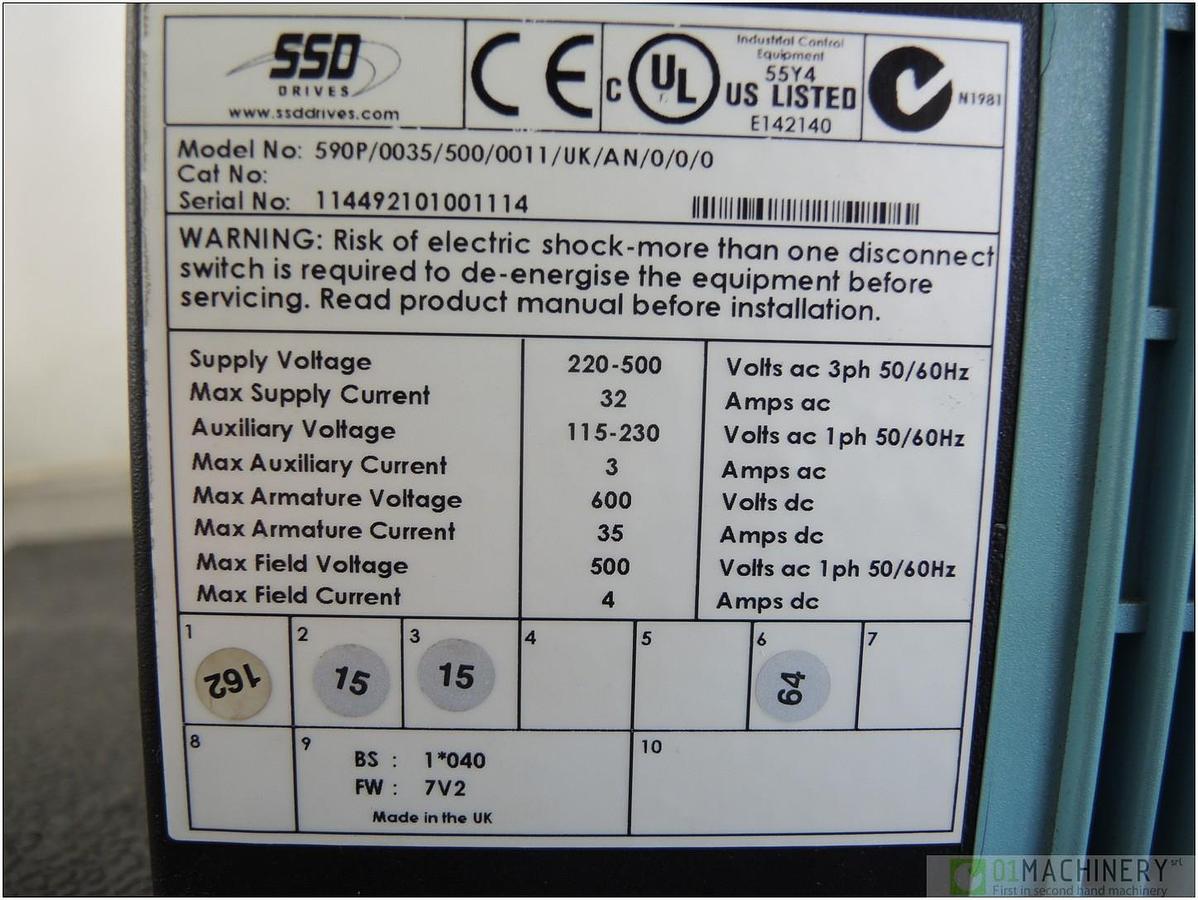 SSD
DRIVES
www.ssddrives.com
CE
C UL US LISTED
Industrial Control
Equipment
55Y4
E142140
N1981
Model No: 590P/0035/500/0011/UK/AN/0/0/0
Cat No:
Serial No: 114492101001114
WARNING: Risk of electric shock-more than one disconnect
switch is required to de-energise the equipment before
servicing. Read product manual before installation.
Supply Voltage 220-500 Volts ac 3ph 50/60Hz
Max Supply Current 32 Amps ac
Auxiliary Voltage 115-230 Volts ac 1ph 50/60Hz
Max Auxiliary Current 3 Amps ac
Max Armature Voltage 600 Volts dc
Max Armature Current 35 Amps dc
Max Field Voltage 500 Volts ac 1ph 50/60Hz
Max Field Current 4 Amps dc
1 2 3 4 5 6 7
162 15 15 64
8 9 10
BS : 1*040
FW : 7V2
Made in the UK
01MACHINERY srl
First in second hand machinery